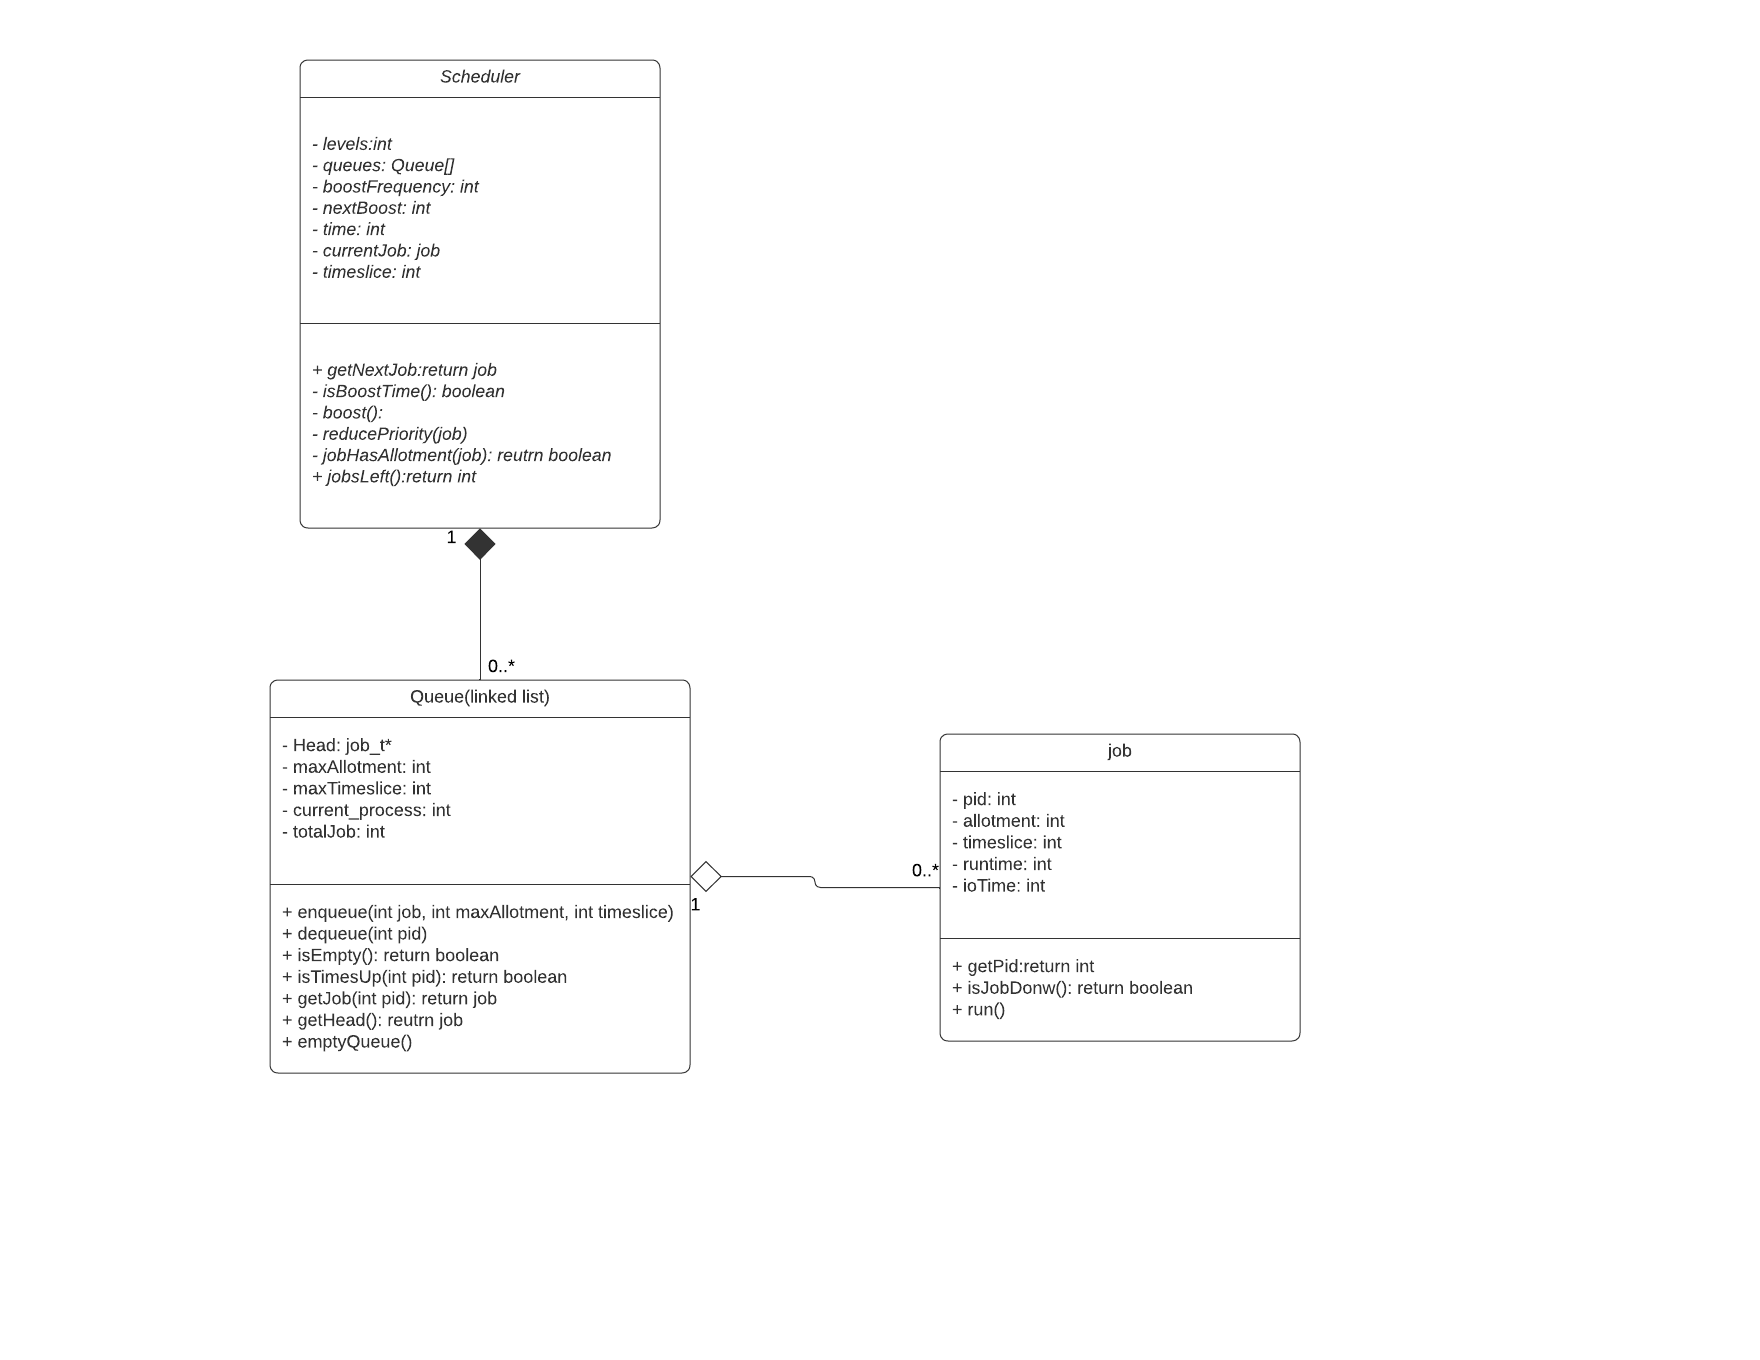 Scheduler
- levels:int
- queues: Queue[]
- boostFrequency: int
- nextBoost: int
- time: int
- currentJob: job
- timeslice: int
+ getNextJob:return job
- isBoostTime(): boolean
- boost():
- reducePriority(job)
- jobHasAllotment(job): reutrn boolean
+ jobsLeft():return int
1
0..*
Queue(linked list)
- Head: job_t*
- maxAllotment: int
- maxTimeslice: int
- current_process: int
- totalJob: int
+ enqueue(int job, int maxAllotment, int timeslice)
+ dequeue(int pid)
+ isEmpty(): return boolean
+ isTimesUp(int pid): return boolean
+ getJob(int pid): return job
+ getHead(): reutrn job
+ emptyQueue()
1
0..*
job
- pid: int
- allotment: int
- timeslice: int
- runtime: int
- ioTime: int
+ getPid:return int
+ isJobDonw(): return boolean
+ run()